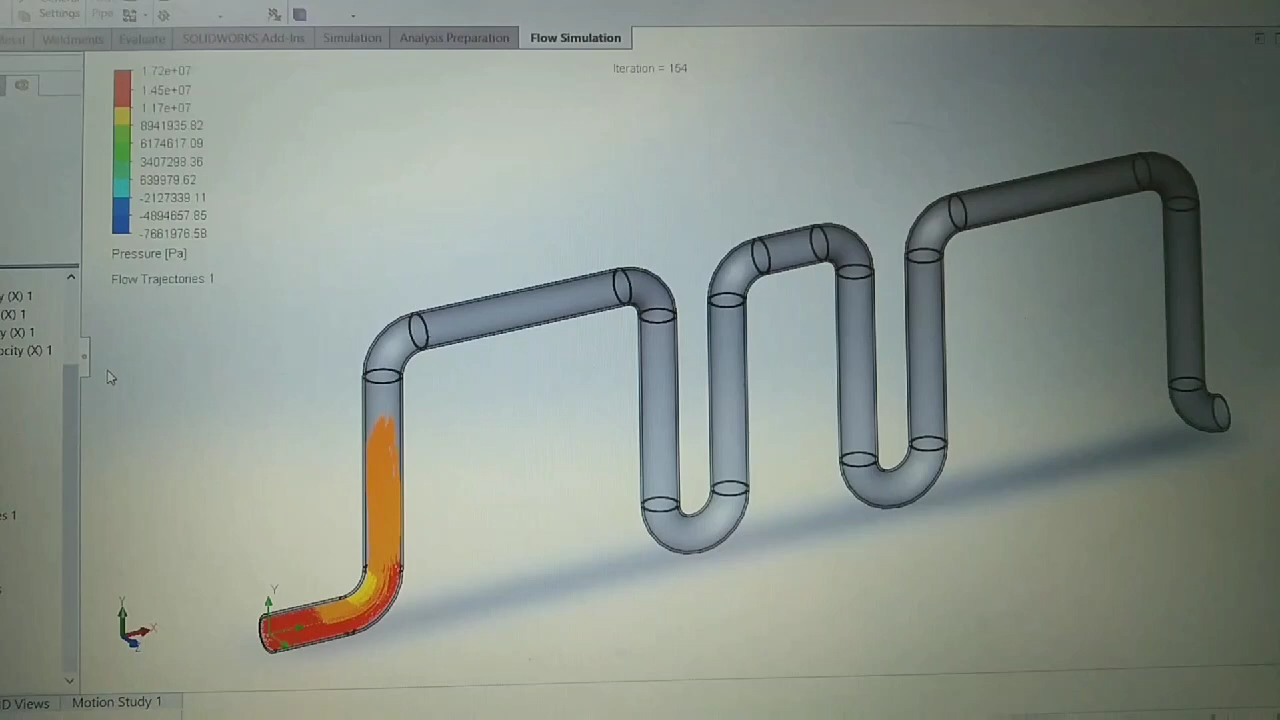 Settings
Pipe
Weldments Evaluate SOLIDWORKS Add-Ins Simulation Analysis Preparation Flow Simulation
Iteration = 154
1.72e+07
1.45e+07
1.17e+07
8941935.82
6174617.09
3407298.36
639979.62
-2127339.11
-4894657.85
-7661976.58
Pressure [Pa]
Flow Trajectories 1
y (X) 1
(X) 1
y (X) 1
ocity (X) 1
es 1
Y
Y
X
Z
D Views Motion Study 1